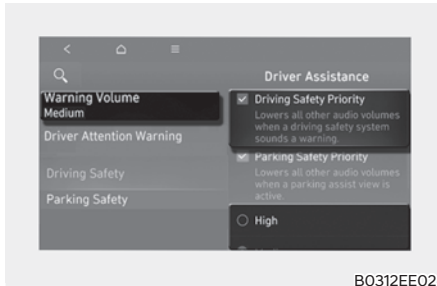 Driver Assistance
Warning Volume
Medium
Driver Attention Warning
Driving Safety
Parking Safety
Driving Safety Priority
Lowers all other audio volumes
when a driving safety system
sounds a warning.
Parking Safety Priority
Lowers all other audio volumes
when a parking assist view is
active.
High
B0312EE02